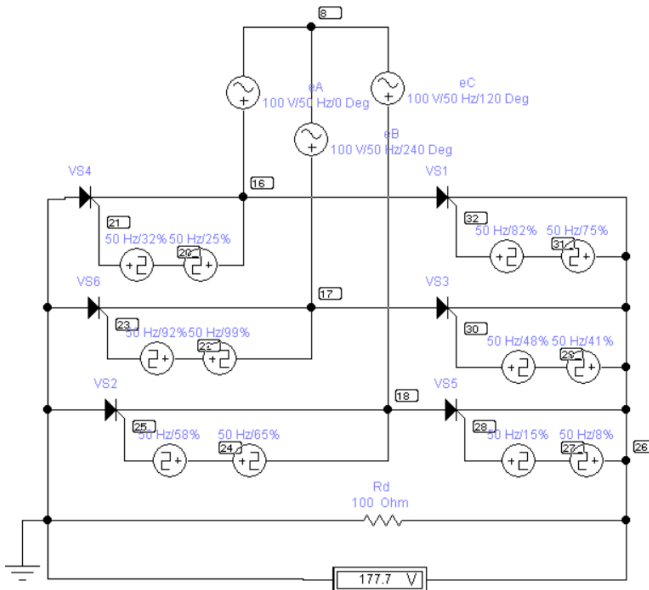 8
eA
100 V/50 Hz/0 Deg
eC
100 V/50 Hz/120 Deg
eB
100 V/50 Hz/240 Deg
VS4
16
VS1
21
32
50 Hz/32% 50 Hz/25%
50 Hz/82% 50 Hz/75%
20
31
VS6
17
VS3
23
30
50 Hz/92% 50 Hz/99%
50 Hz/48% 50 Hz/41%
22
29
VS2
18
VS5
25
28
26
50 Hz/58% 50 Hz/65%
50 Hz/15% 50 Hz/8%
24
27
Rd
100 Ohm
177.7 V